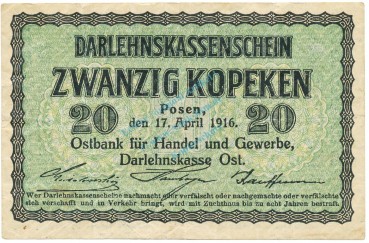 DARLEHNSKASSENSCHEIN
ZWANZIG KOPEKEN
20 Posen, 20
den 17. April 1916.
Ostbank für Handel und Gewerbe,
Darlehnskasse Ost.
Wer Darlehnskassenscheine nachmacht oder verfälscht oder nachgemachte oder verfälschte
sich verschafft und in Verkehr bringt, wird mit Zuchthaus bis zu acht Jahren bestraft.